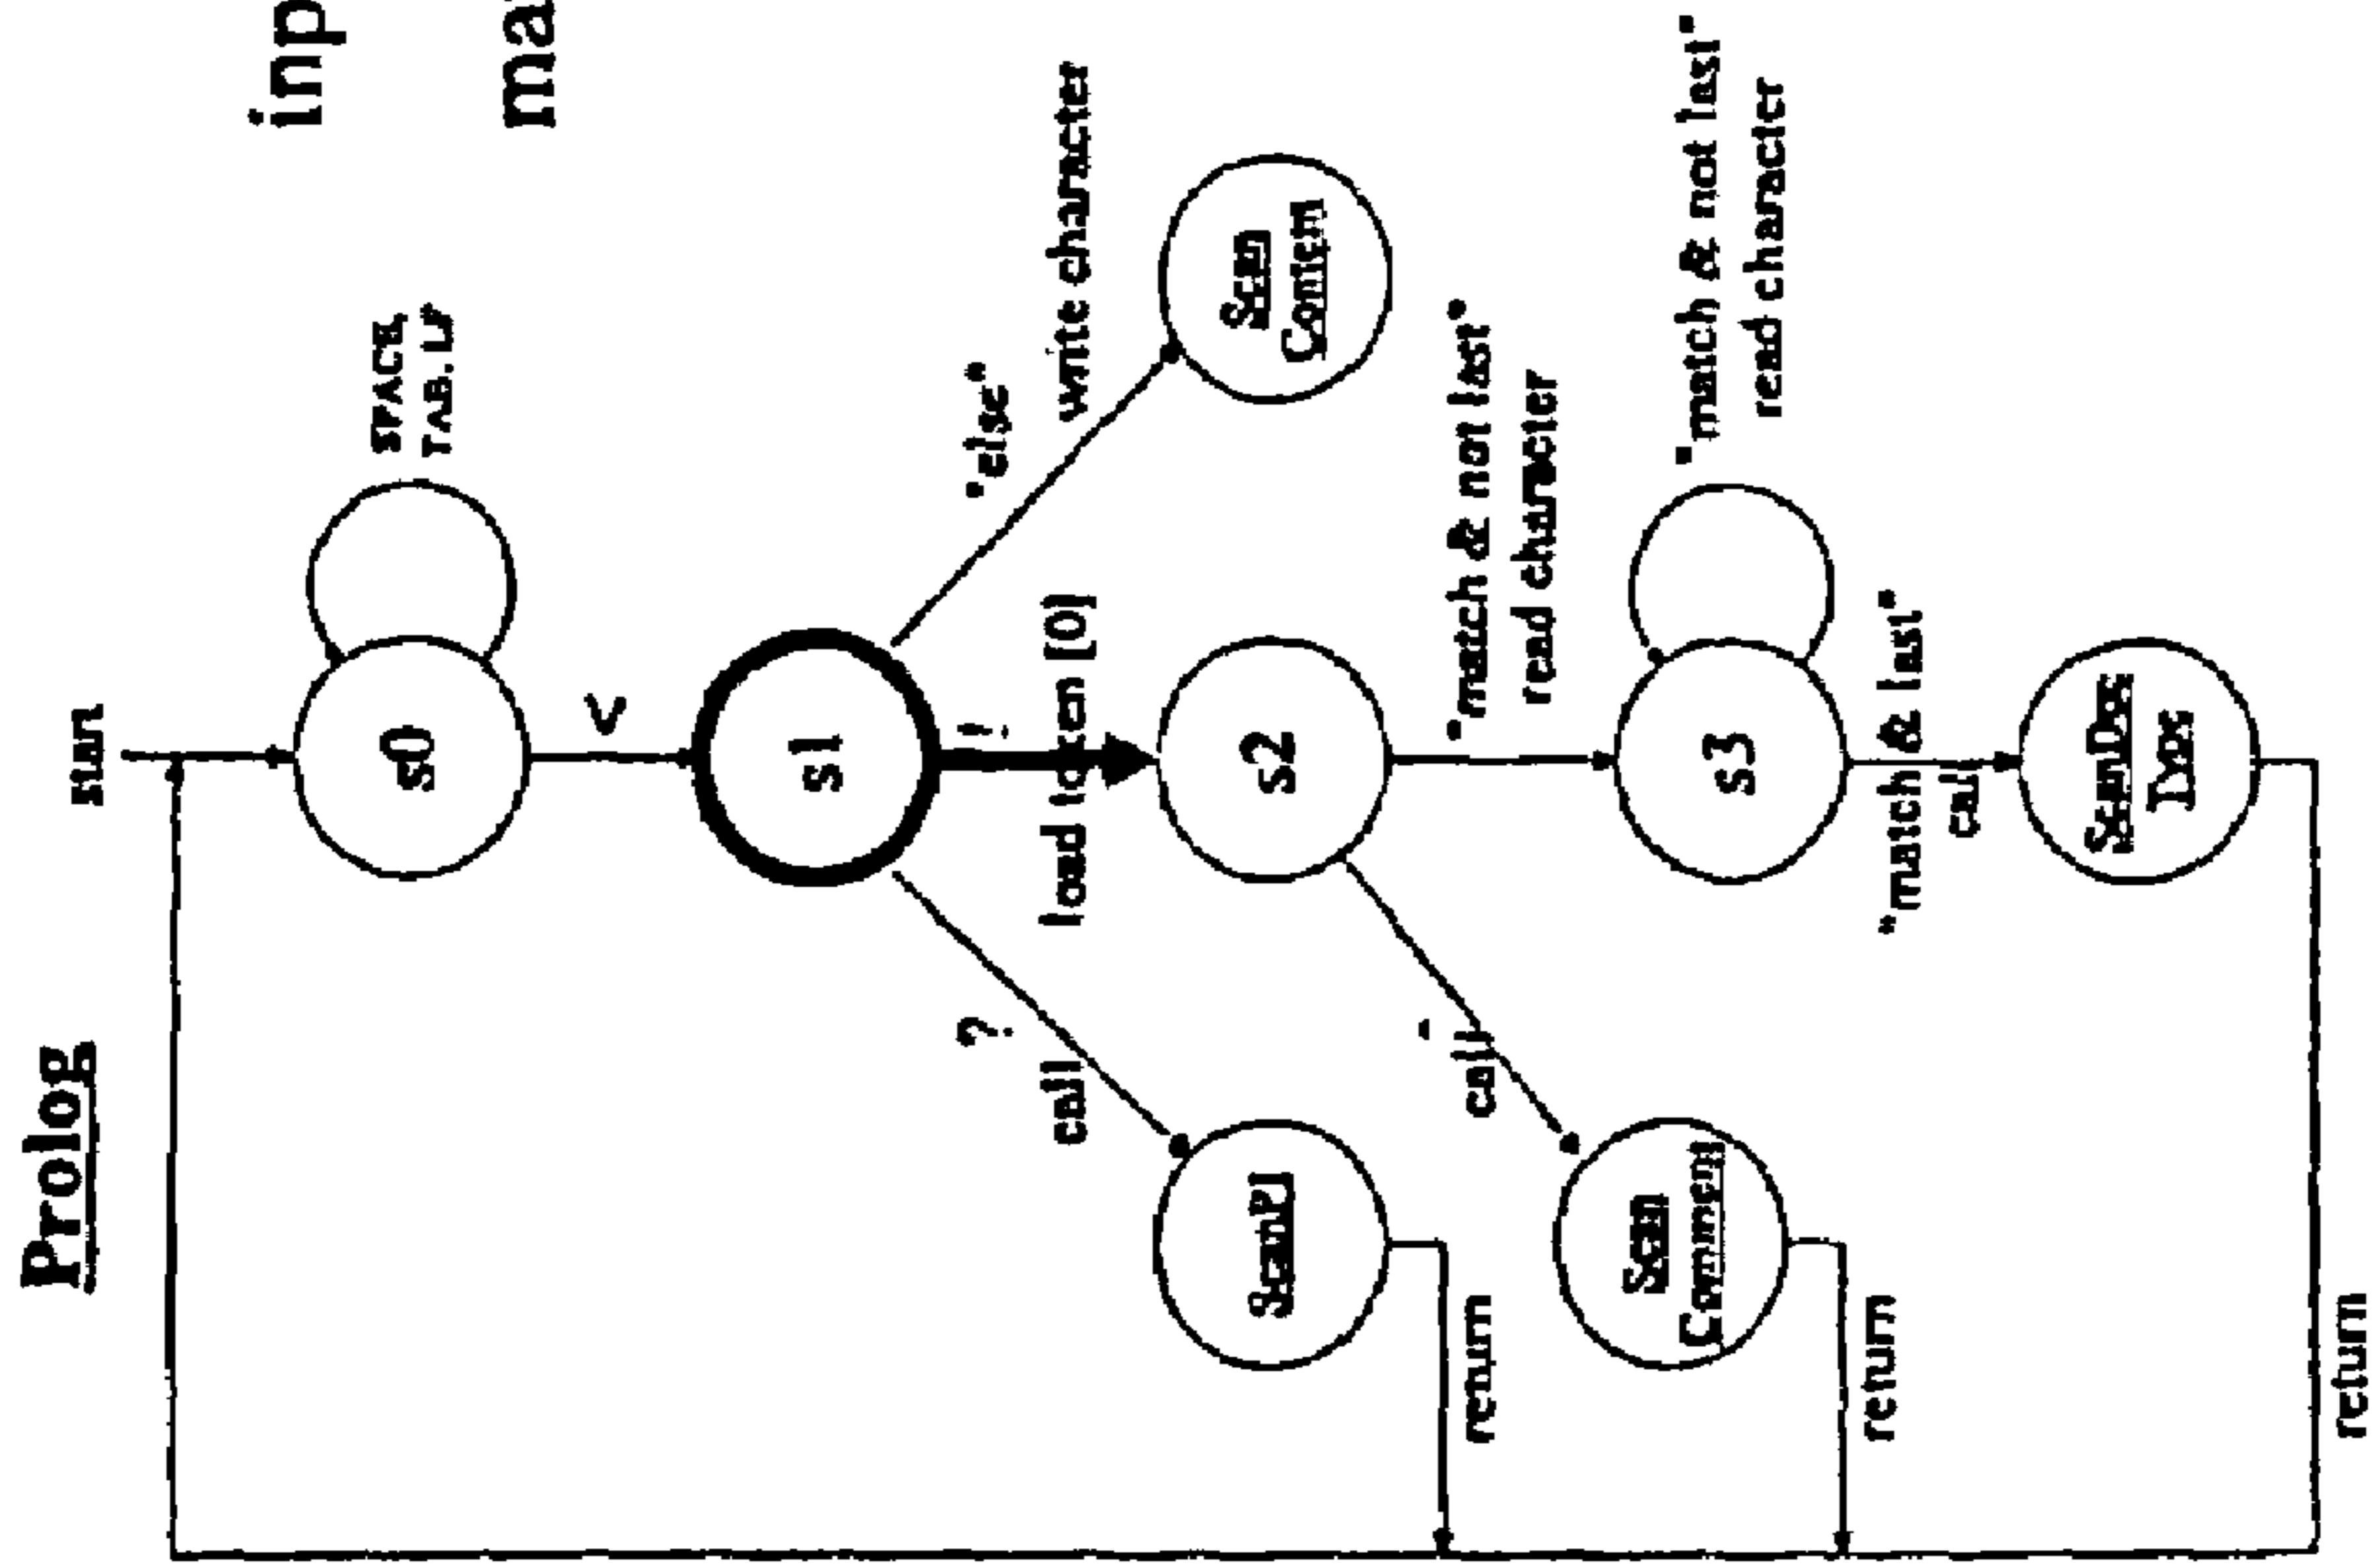 Prolog
start
SPACE,
TAB, LF
s0
inp
<
ma
s1
?
!
"else"
call
load token [0]
write character
ScanPI
s2
Scan
Content
-
call
"match & not last"
read character
return
Scan
Comment
s3
"match & not last"
read character
return
"match & last"
call
ScanDoc
Type
return